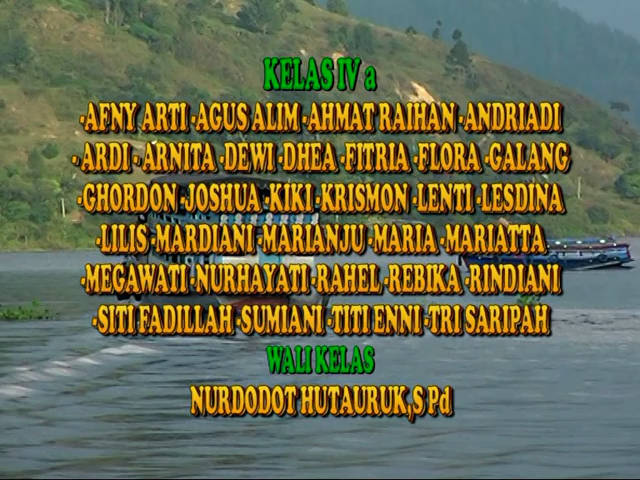 KELAS IV a
-AFNY ARTI -AGUS ALIM -AHMAT RAIHAN -ANDRIADI
- ARDI - ARNITA -DEWI -DHEA -FITRIA -FLORA -GALANG
-GHORDON -JOSHUA -KIKI -KRISMON -LENTI -LESDINA
-LILIS -MARDIANI -MARIANJU -MARIA -MARIATTA
-MEGAWATI -NURHAYATI -RAHEL -REBIKA -RINDIANI
-SITI FADILLAH -SUMIANI -TITI ENNI -TRI SARIPAH
WALI KELAS
NURDODOT HUTAURUK,S Pd